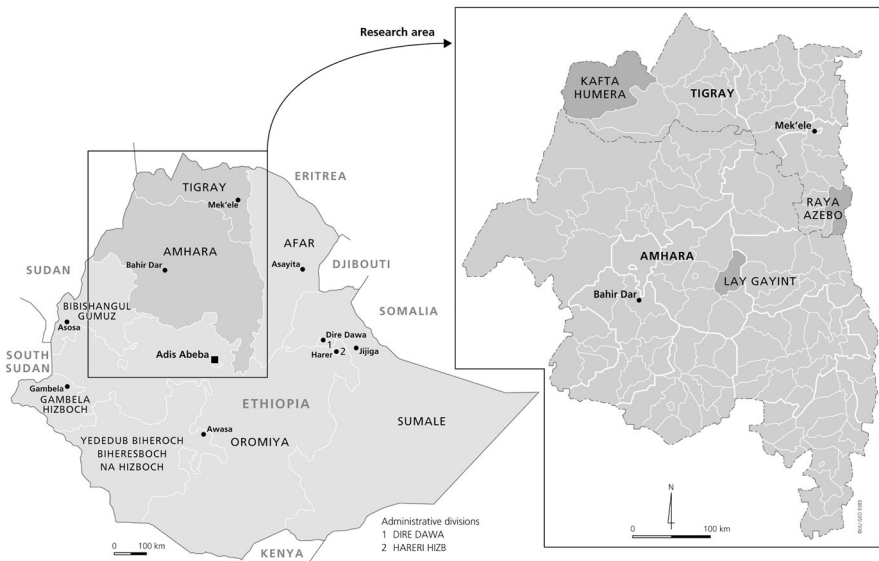 Research area
ERITREA
TIGRAY
Mek'ele
AFAR
AMHARA
Bahir Dar
Asayita
DJIBOUTI
SUDAN
BIBISHANGUL
GUMUZ
Asosa
SOMALIA
Dire Dawa
1
Harer
2
Jijiga
SOUTH
SUDAN
Adis Abeba
Gambela
GAMBELA
HIZBOCH
ETHIOPIA
Awasa
OROMIYA
SUMALE
YEDEDUB BIHEROCH
BIHERESBOCH
NA HIZBOCH
Administrative divisions
1 DIRE DAWA
2 HARERI HIZB
0 100 km
KENYA
KAFTA
HUMERA
TIGRAY
Mek'ele
RAYA
AZEBO
AMHARA
LAY GAYINT
Bahir Dar
N
0 100 km
©UU GEO 9385